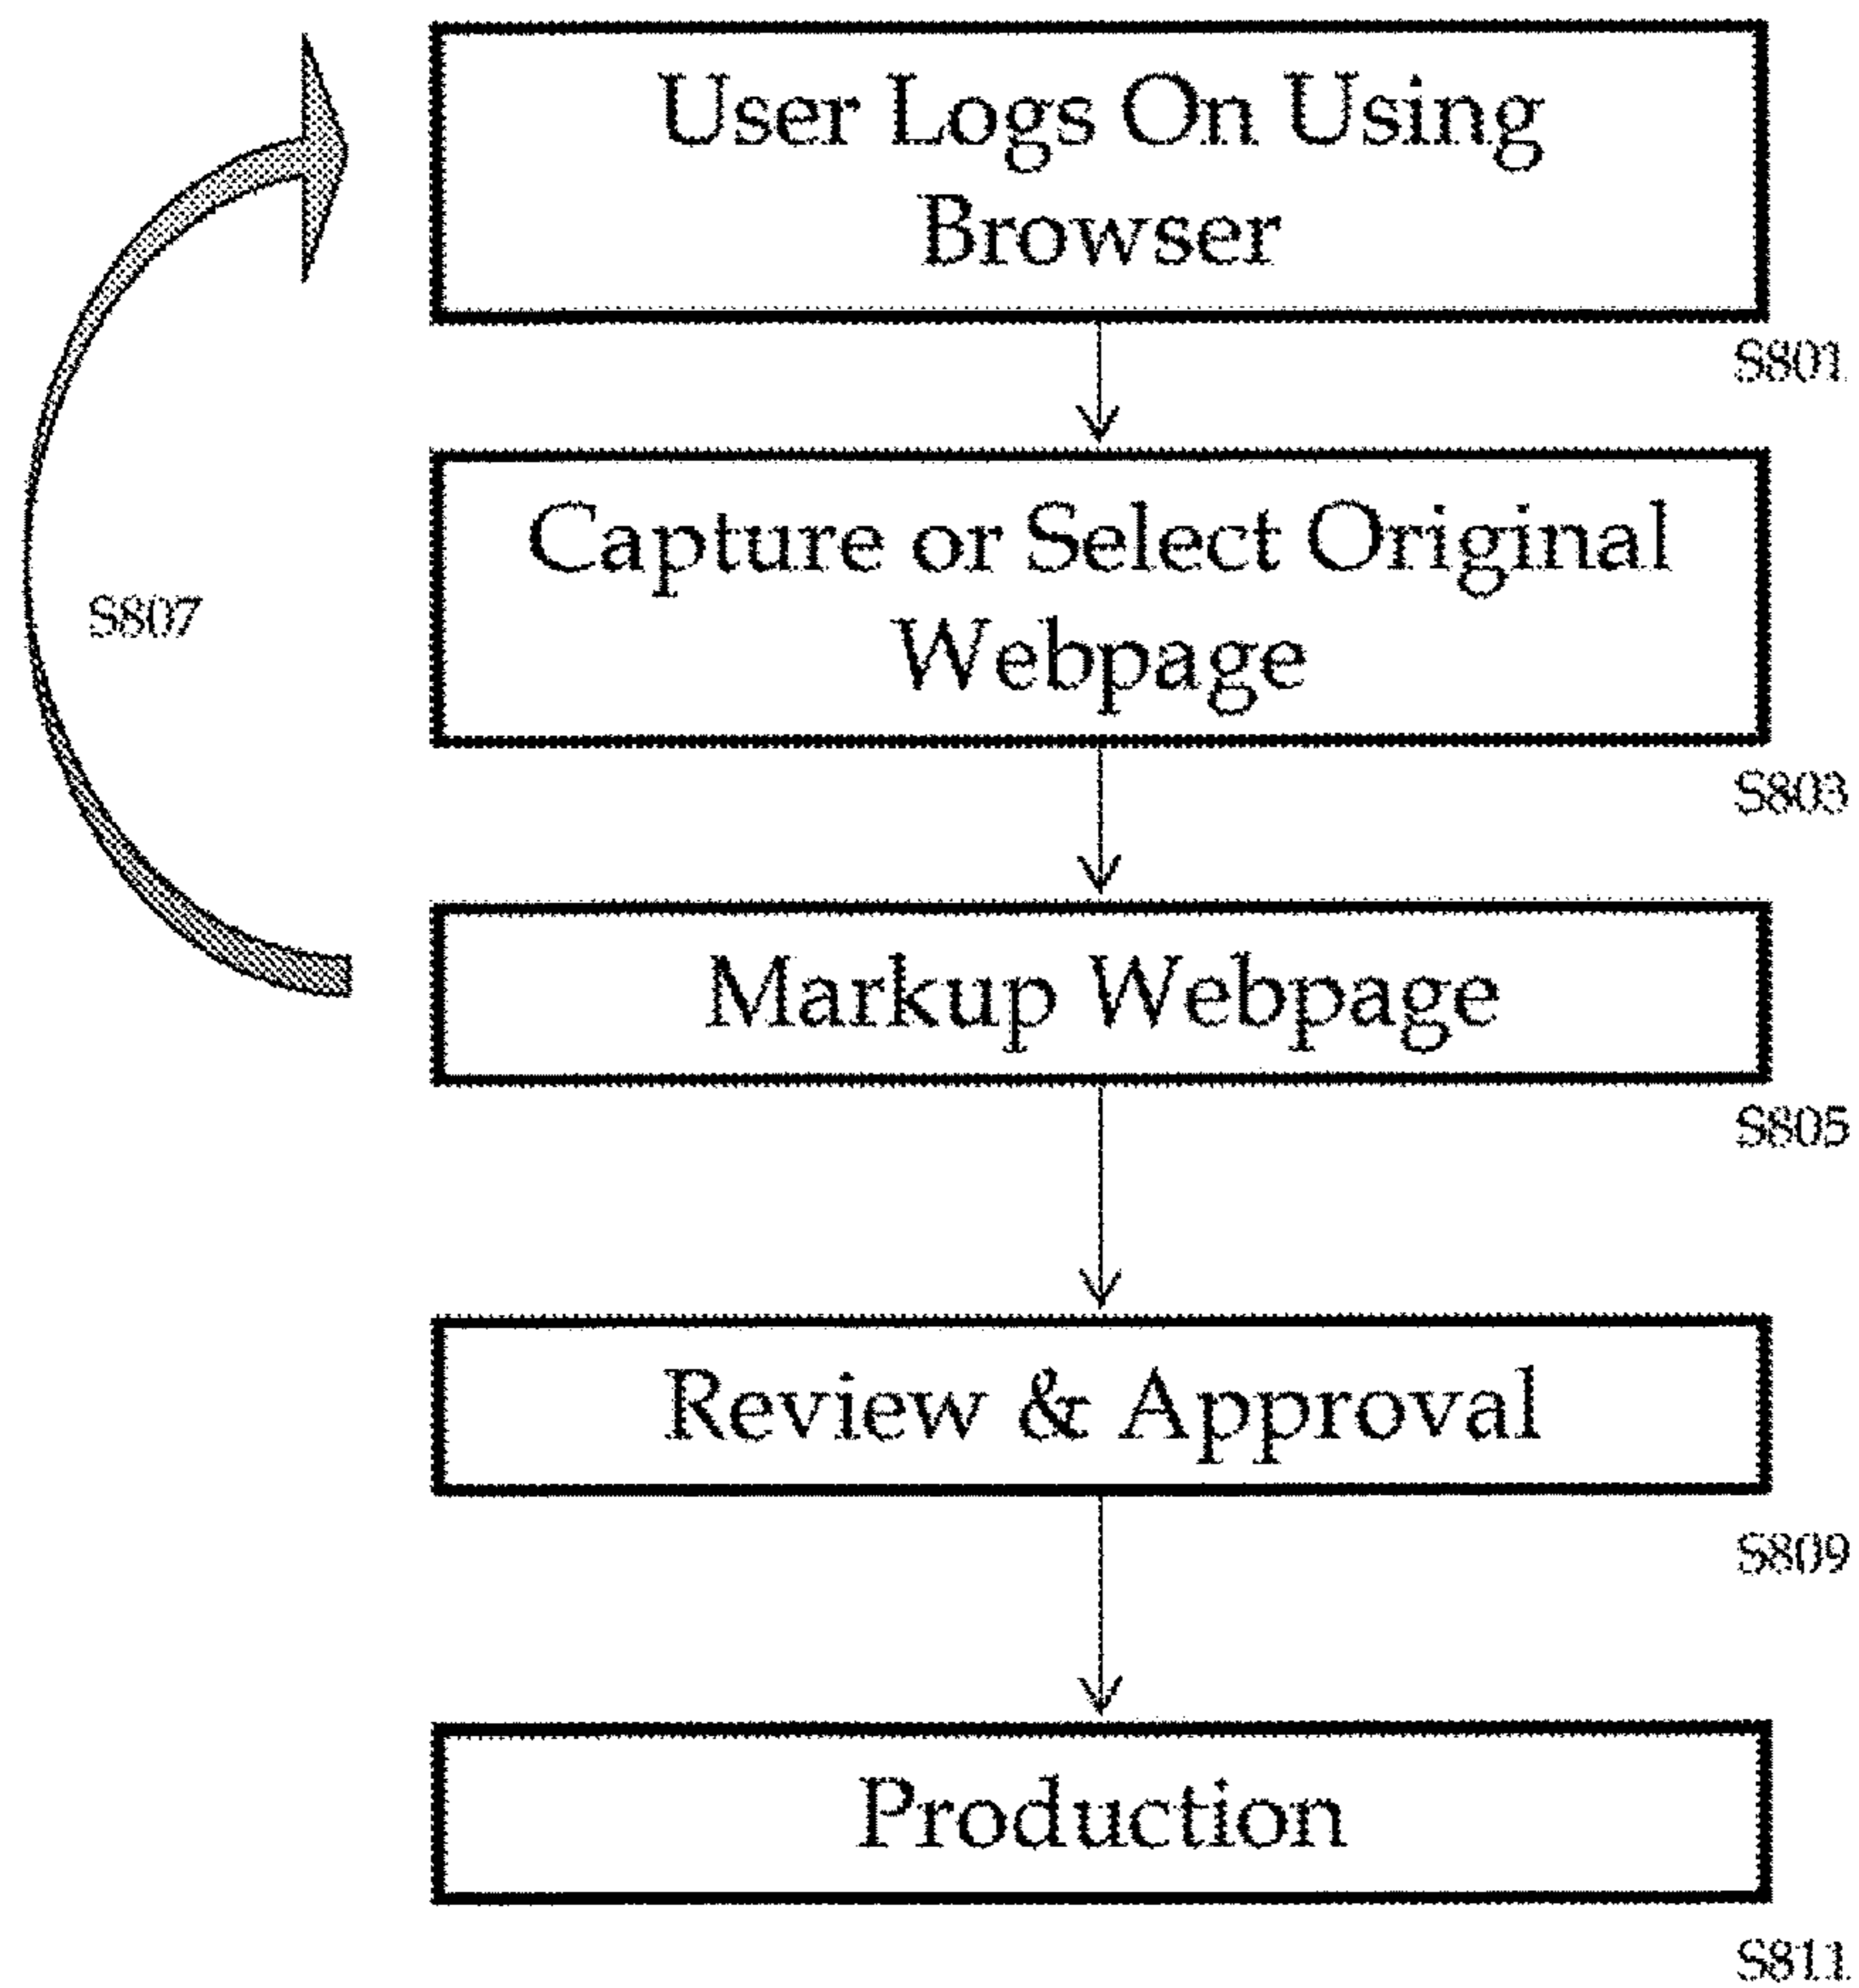 User Logs On Using
Browser
S801
Capture or Select Original
Webpage
S807
S803
Markup Webpage
S805
Review & Approval
S809
Production
S811